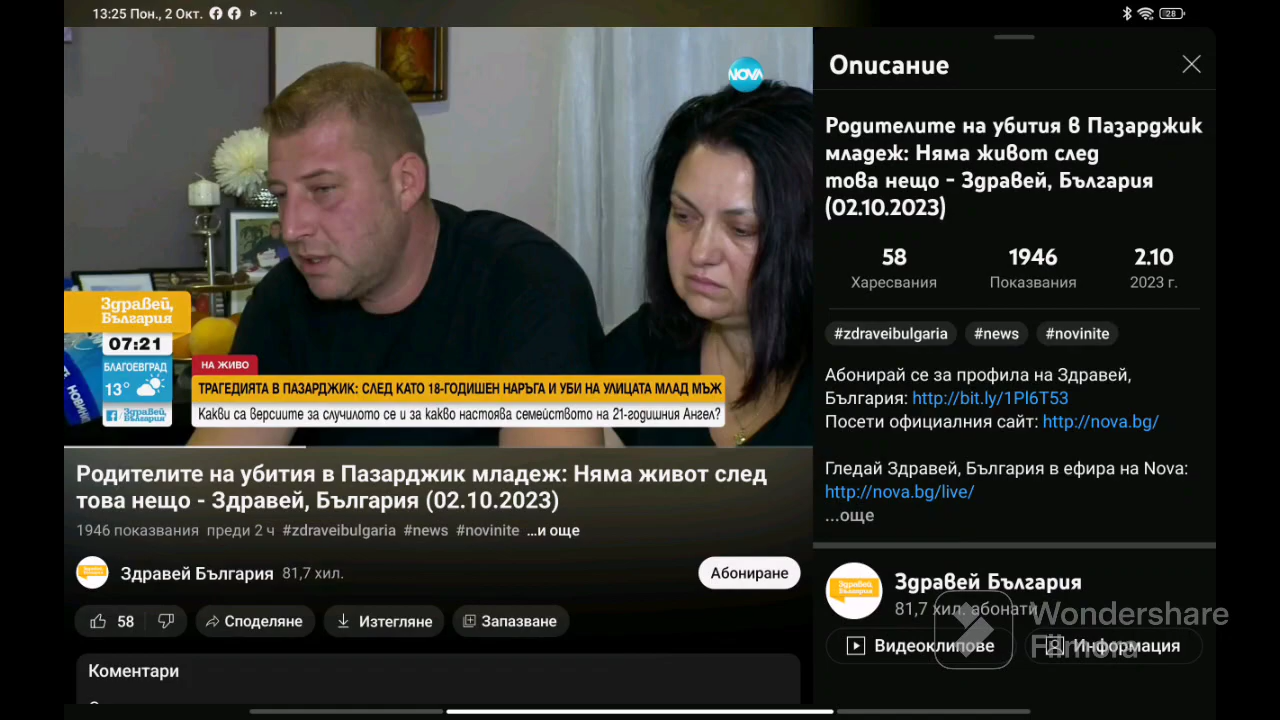 13:25 Пон., 2 Окт.
28
NOVA
Здравей,
България
07:21
БЛАГОЕВГРАД
13°
Здравей,
България
НОВИНИ
НА ЖИВО
ТРАГЕДИЯТА В ПАЗАРДЖИК: СЛЕД КАТО 18-ГОДИШЕН НАРЪГА И УБИ НА УЛИЦАТА МЛАД МЪЖ
Какви са версиите за случилото се и за какво настоява семейството на 21-годишния Ангел?
Родителите на убития в Пазарджик младеж: Няма живот след
това нещо - Здравей, България (02.10.2023)
1946 показвания преди 2 ч #zdraveibulgaria #news #novinite ...и още
Здравей България 81,7 хил.
Абониране
58
Споделяне
Изтегляне
Запазване
Коментари
Описание
Родителите на убития в Пазарджик
младеж: Няма живот след
това нещо - Здравей, България
(02.10.2023)
58 1946 2.10
Харесвания Показвания 2023 г.
#zdraveibulgaria #news #novinite
Абонирай се за профила на Здравей,
България: http://bit.ly/1Pl6T53
Посети официалния сайт: http://nova.bg/
Гледай Здравей, България в ефира на Nova:
http://nova.bg/live/
...още
Здравей
България
Здравей България
81,7 хил. абонати
Видеоклипове
Информация
Wondershare
Filmora